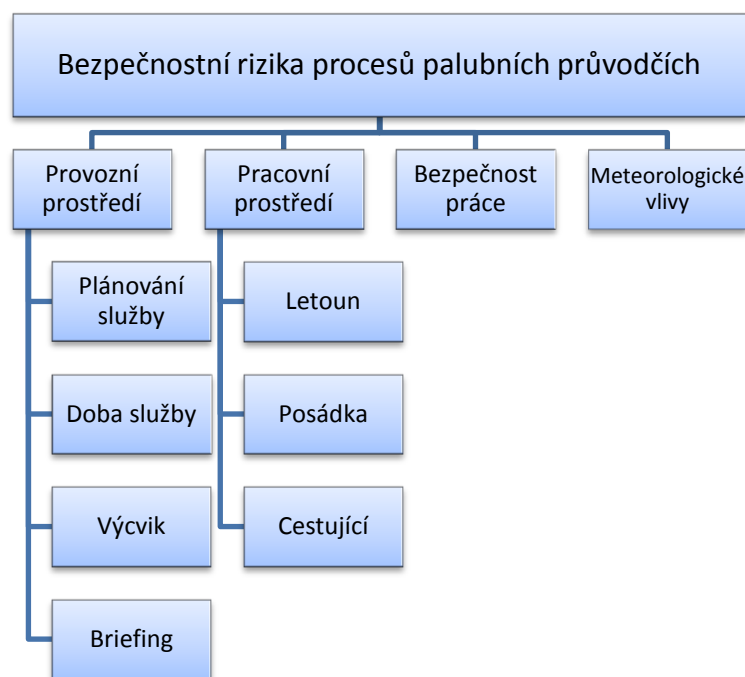 Bezpečnostní rizika procesů palubních průvodčích
Provozní
prostředí
Pracovní
prostředí
Bezpečnost
práce
Meteorologické
vlivy
Plánování
služby
Doba služby
Výcvik
Briefing
Letoun
Posádka
Cestující